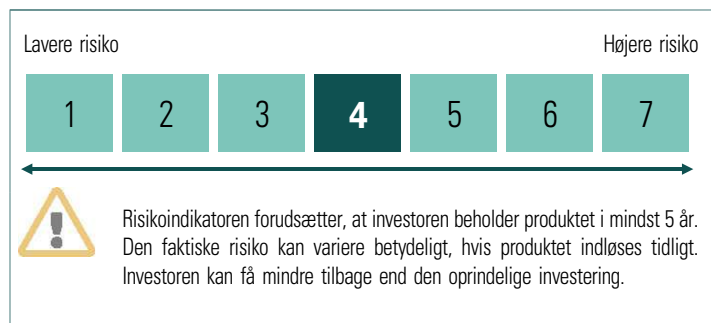 Lavere risiko Højere risiko
1 2 3 4 5 6 7
Risikoindikatoren forudsætter, at investoren beholder produktet i mindst 5 år.
Den faktiske risiko kan variere betydeligt, hvis produktet indløses tidligt.
Investoren kan få mindre tilbage end den oprindelige investering.